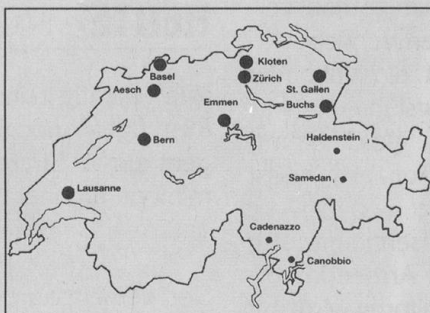 Kloten
Basel
Zürich
Aesch
St. Gallen
Emmen
Buchs
Bern
Haldenstein
Samedan
Lausanne
Cadenazzo
Canobbio